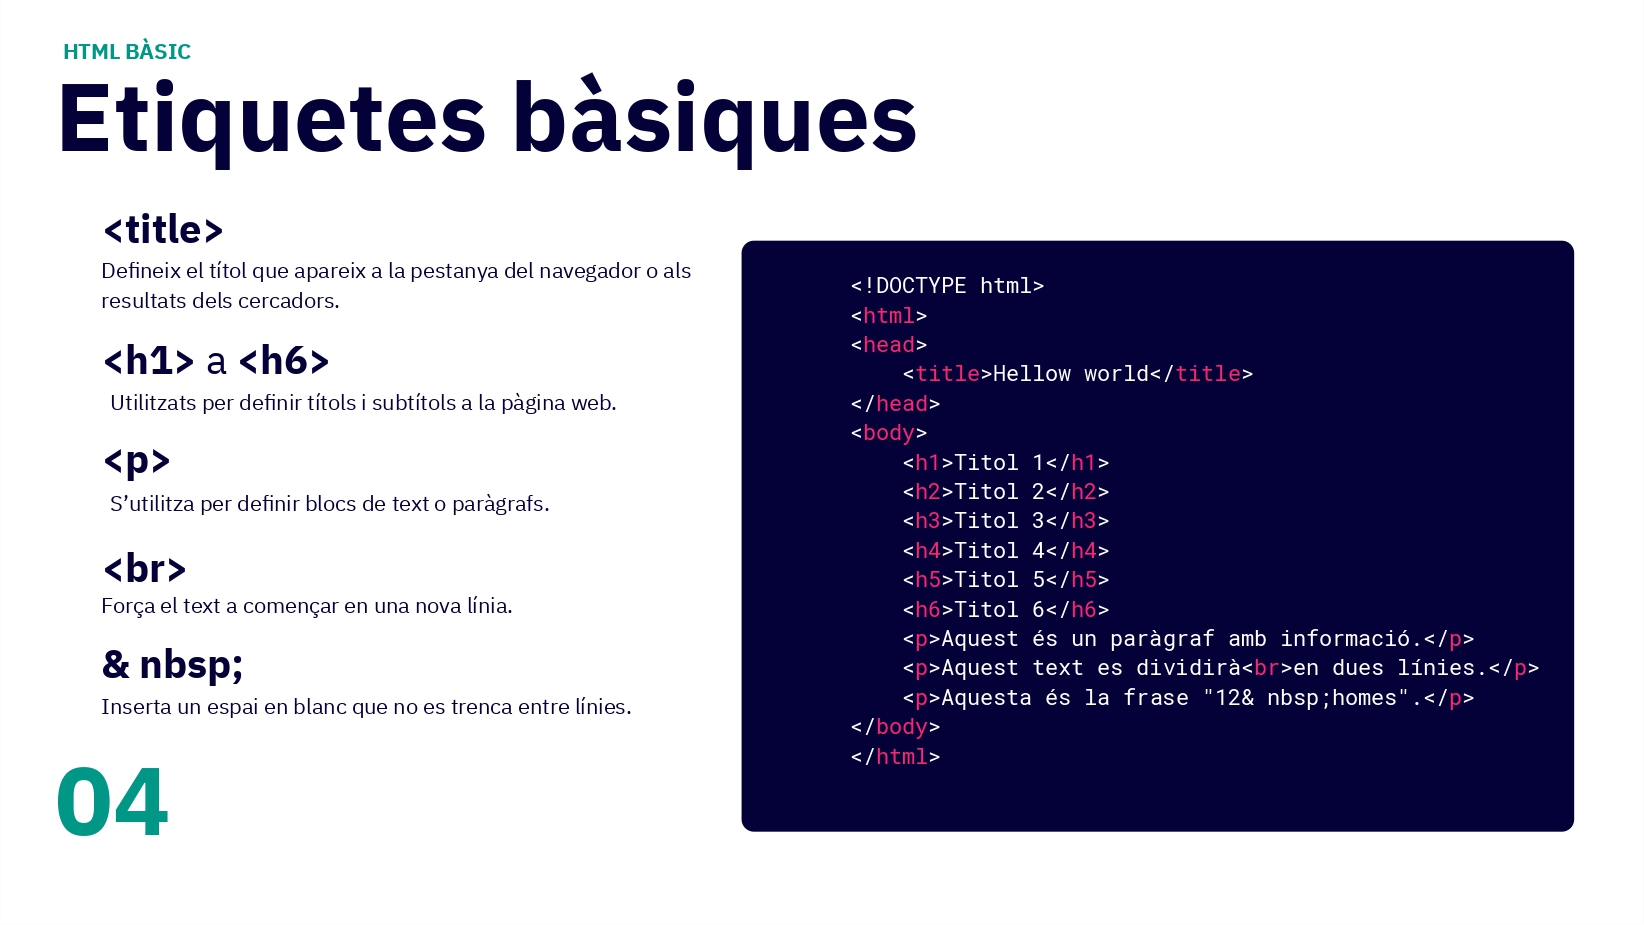 HTML BÀSIC
Etiquetes bàsiques
<title>
Defineix el títol que apareix a la pestanya del navegador o als
resultats dels cercadors.
<h1> a <h6>
Utilitzats per definir títols i subtítols a la pàgina web.
<p>
S’utilitza per definir blocs de text o paràgrafs.
<br>
Força el text a començar en una nova línia.
& nbsp;
Inserta un espai en blanc que no es trenca entre línies.
04
<!DOCTYPE html>
<html>
<head>
    <title>Hellow world</title>
</head>
<body>
    <h1>Titol 1</h1>
    <h2>Titol 2</h2>
    <h3>Titol 3</h3>
    <h4>Titol 4</h4>
    <h5>Titol 5</h5>
    <h6>Titol 6</h6>
    <p>Aquest és un paràgraf amb informació.</p>
    <p>Aquest text es dividirà<br>en dues línies.</p>
    <p>Aquesta és la frase "12& nbsp;homes".</p>
</body>
</html>